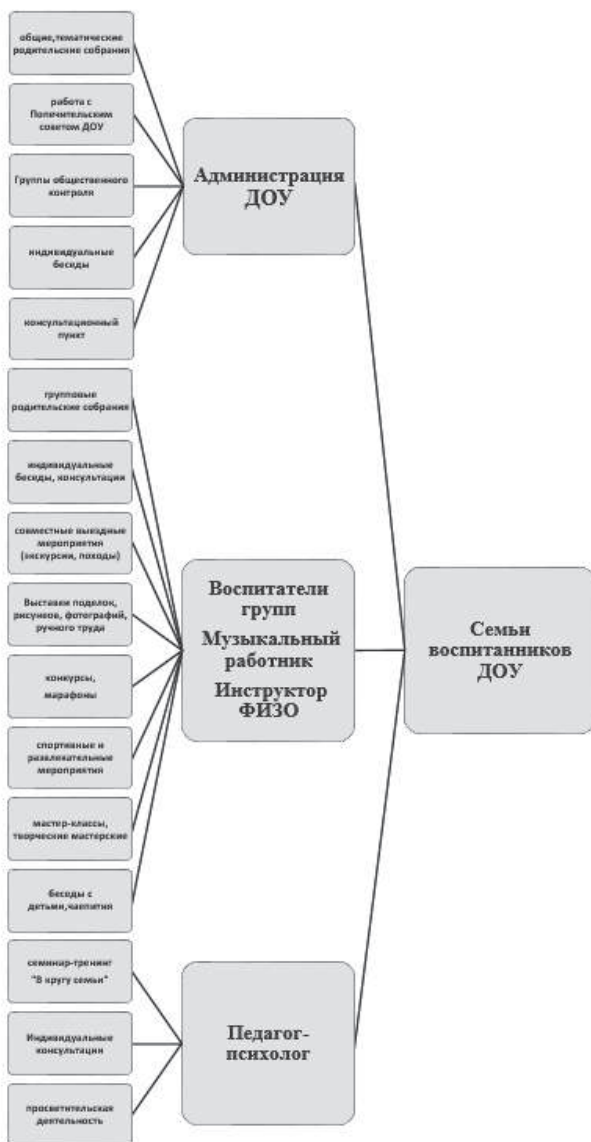 общие,тематические
родительские собрания
работа с
Попечительским
советом ДОУ
Группы общественного
контроля
индивидуальные
беседы
консультационный
пункт
Администрация
ДОУ
групповые
родительские собрания
индивидуальные
беседы, консультации
совместные выездные
мероприятия
(экскурсии, походы)
Выставки поделок,
рисунков, фотографий,
ручного труда
конкурсы,
марафоны
спортивные и
развлекательные
мероприятия
мастер-классы,
творческие мастерские
беседы с
детьми,чаепития
Воспитатели
групп
Музыкальный
работник
Инструктор
ФИЗО
семинар-тренинг
"В кругу семьи"
Индивидуальные
консультации
просветительская
деятельность
Педагог-
психолог
Семьи
воспитанников
ДОУ